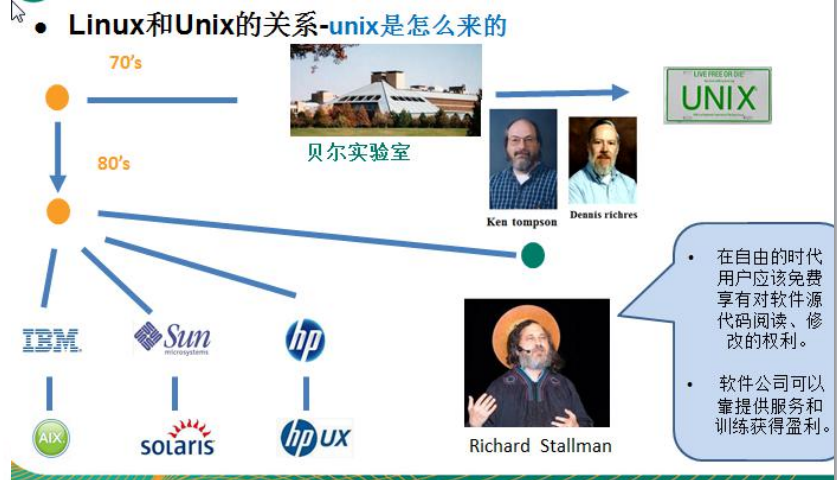 Linux和Unix的关系-unix是怎么来的
70's
LIVE FREE OR DIE
UNIX
贝尔实验室
80's
Ken tompson
Dennis richres
• 在自由的时代
用户应该免费
享有对软件源
代码阅读、修
改的权利。
• 软件公司可以
靠提供服务和
训练获得盈利。
IBM
Sun
microsystems
hp
AIX
solaris
hp UX
Richard Stallman